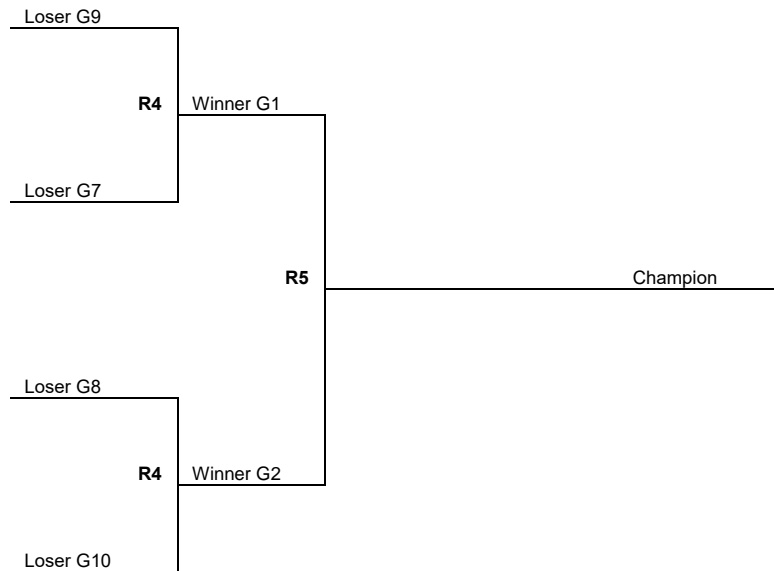 Loser G9
R4
Winner G1
Loser G7
R5
Champion
Loser G8
R4
Winner G2
Loser G10